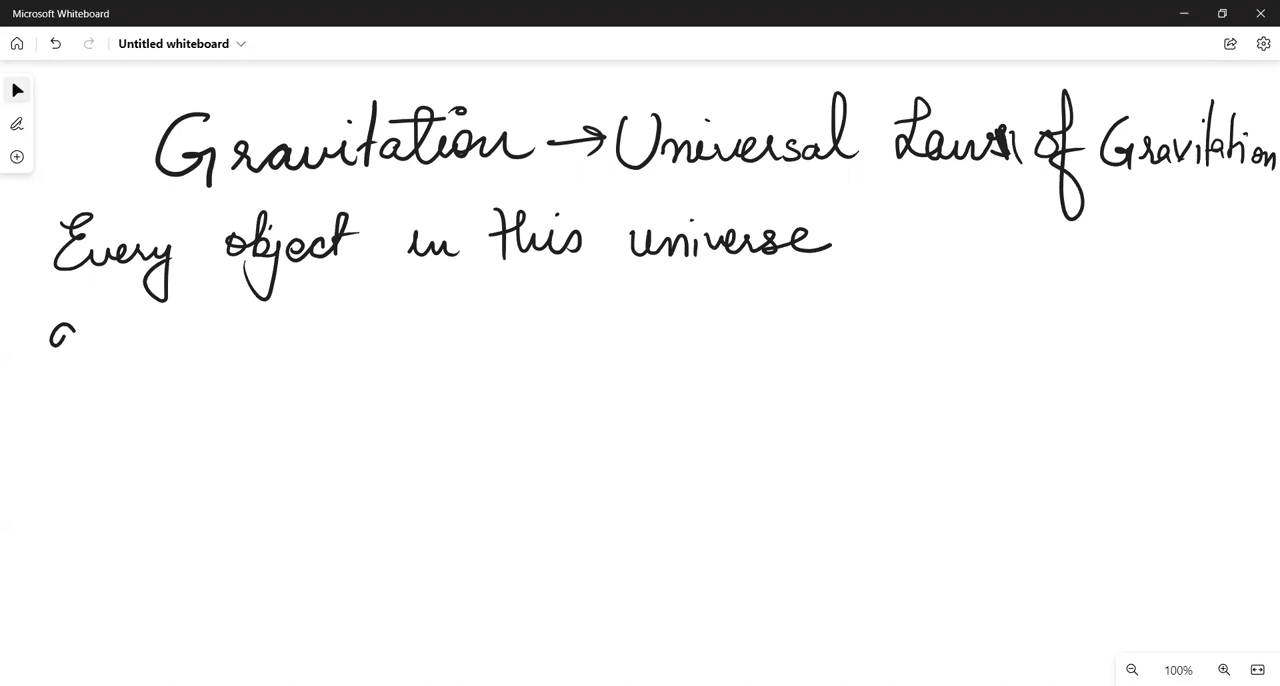 Microsoft Whiteboard
Untitled whiteboard
Gravitation → Universal Law of Gravitation
Every object in this universe
100%